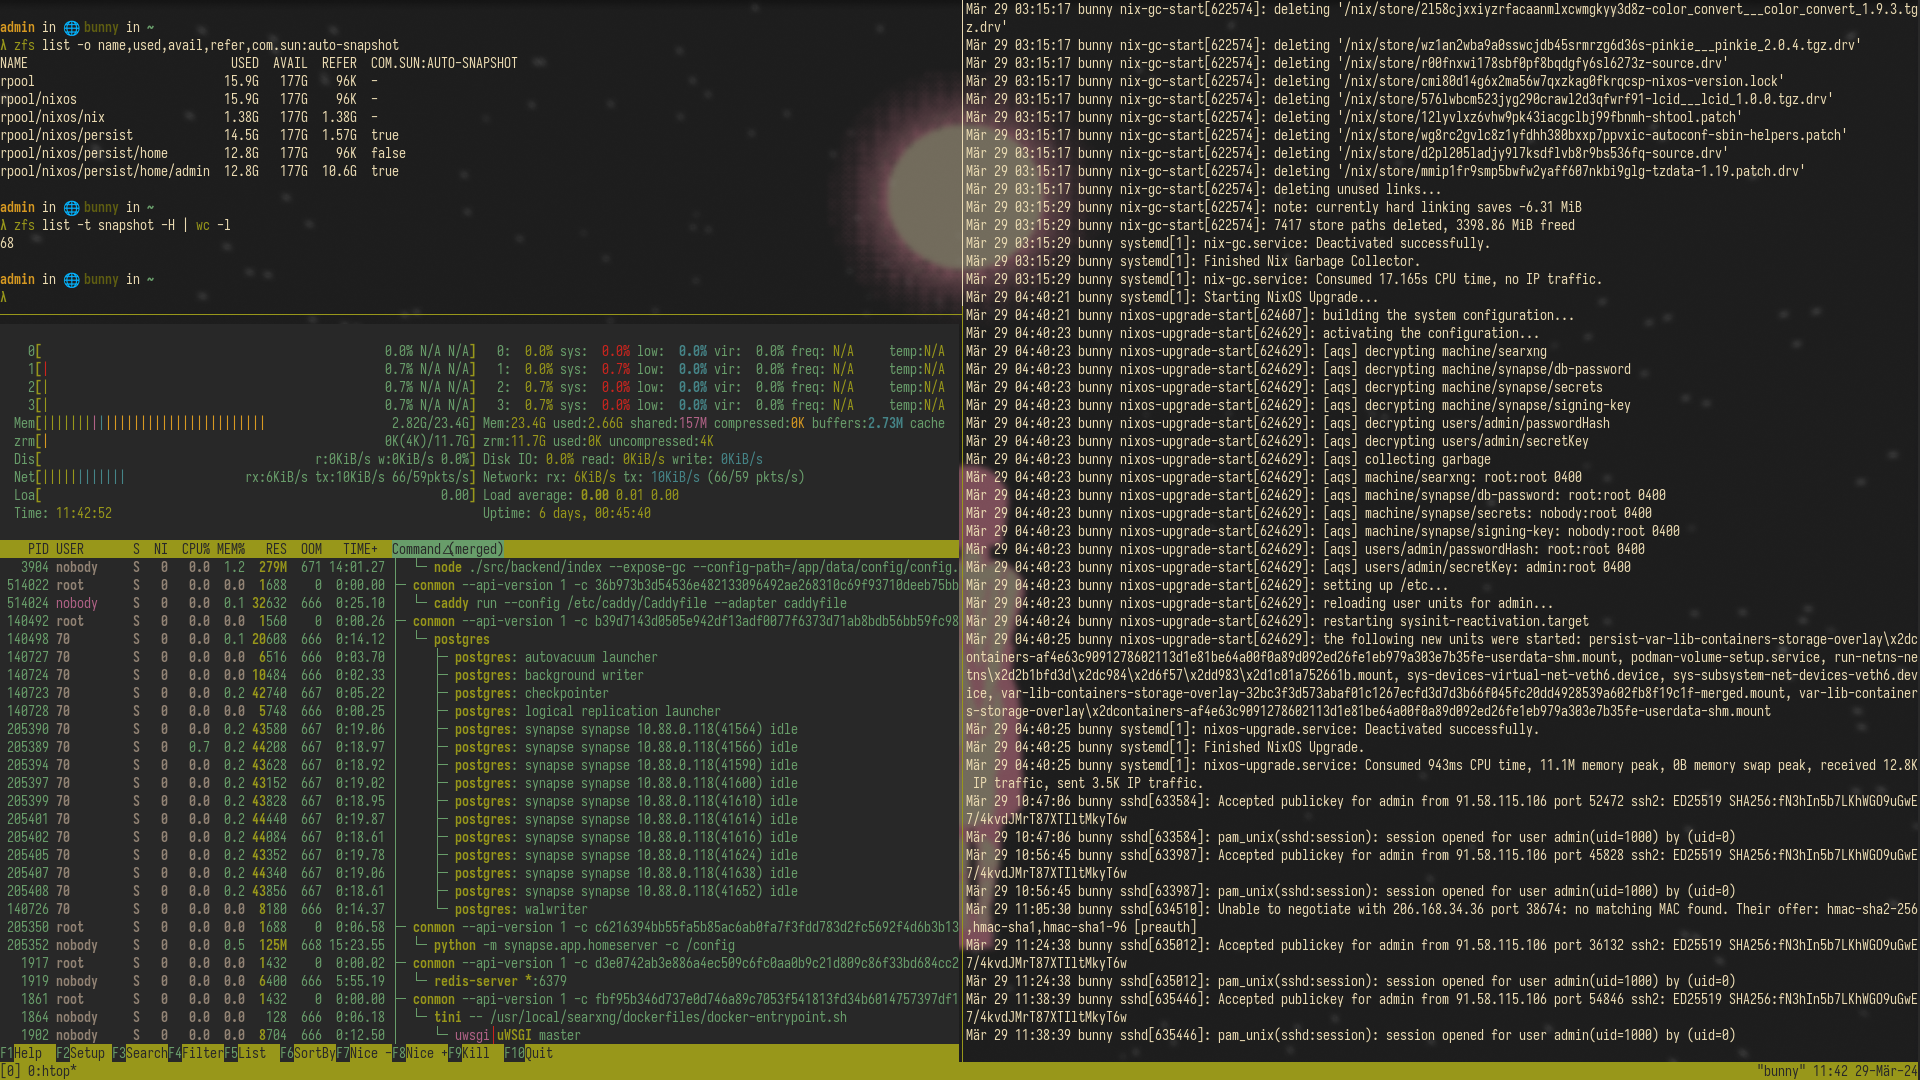 admin in 🌐 bunny in ~
λ zfs list -o name,used,avail,refer,com.sun:auto-snapshot
NAME USED AVAIL REFER COM.SUN:AUTO-SNAPSHOT
rpool 15.9G 177G 96K -
rpool/nixos 15.9G 177G 96K -
rpool/nixos/nix 1.38G 177G 1.38G -
rpool/nixos/persist 14.5G 177G 1.57G true
rpool/nixos/persist/home 12.8G 177G 96K false
rpool/nixos/persist/home/admin 12.8G 177G 10.6G true
admin in 🌐 bunny in ~
λ zfs list -t snapshot -H | wc -l
68
admin in 🌐 bunny in ~
λ
0[ 0.0% N/A N/A] 0: 0.0% sys: 0.0% low: 0.0% vir: 0.0% freq: N/A temp:N/A
1[| 0.7% N/A N/A] 1: 0.0% sys: 0.7% low: 0.0% vir: 0.0% freq: N/A temp:N/A
2[| 0.7% N/A N/A] 2: 0.7% sys: 0.0% low: 0.0% vir: 0.0% freq: N/A temp:N/A
3[| 0.7% N/A N/A] 3: 0.7% sys: 0.0% low: 0.0% vir: 0.0% freq: N/A temp:N/A
Mem[||||||||||||||||||||||||||||||||2.82G/23.4G] Mem:23.4G used:2.66G shared:157M compressed:0K buffers:2.73M cache
zrm[| 0K(4K)/11.7G] zrm:11.7G used:0K uncompressed:4K
Dis[ r:0KiB/s w:0KiB/s 0.0%] Disk IO: 0.0% read: 0KiB/s write: 0KiB/s
Net[|||||||||||| rx:6KiB/s tx:10KiB/s 66/59pkts/s] Network: rx: 6KiB/s tx: 10KiB/s (66/59 pkts/s)
Loa[ 0.00] Load average: 0.00 0.01 0.00
Time: 11:42:52 Uptime: 6 days, 00:45:40
PID USER S NI CPU% MEM% RES OOM TIME+ Command△(merged)
3904 nobody S 0 0.0 1.2 279M 671 14:01.27 │ └─ node ./src/backend/index --expose-gc --config-path=/app/data/config/config.
514022 root S 0 0.0 0.0 1688 0 0:00.00 ├─ conmon --api-version 1 -c 36b973b3d54536e482133096492ae268310c69f93710deeb75bb
514024 nobody S 0 0.0 0.1 32632 666 0:25.10 │ └─ caddy run --config /etc/caddy/Caddyfile --adapter caddyfile
140492 root S 0 0.0 0.0 1560 0 0:00.26 ├─ conmon --api-version 1 -c b39d7143d0505e942df13adf0077f6373d71ab8bdb56bb59fc98
140498 70 S 0 0.0 0.1 20608 666 0:14.12 │ └─ postgres
140727 70 S 0 0.0 0.0 6516 666 0:03.70 │ ├─ postgres: autovacuum launcher
140724 70 S 0 0.0 0.0 10484 666 0:02.33 │ ├─ postgres: background writer
140723 70 S 0 0.0 0.2 42740 666 0:05.22 │ ├─ postgres: checkpointer
140728 70 S 0 0.0 0.0 5748 666 0:00.25 │ ├─ postgres: logical replication launcher
205390 70 S 0 0.0 0.2 43580 667 0:19.06 │ ├─ postgres: synapse synapse 10.88.0.118(41564) idle
205389 70 S 0 0.7 0.2 44208 667 0:18.97 │ ├─ postgres: synapse synapse 10.88.0.118(41566) idle
205394 70 S 0 0.0 0.2 43628 667 0:18.92 │ ├─ postgres: synapse synapse 10.88.0.118(41590) idle
205397 70 S 0 0.0 0.2 43152 667 0:19.02 │ ├─ postgres: synapse synapse 10.88.0.118(41600) idle
205399 70 S 0 0.0 0.2 43828 667 0:18.95 │ ├─ postgres: synapse synapse 10.88.0.118(41610) idle
205401 70 S 0 0.0 0.2 44440 667 0:19.87 │ ├─ postgres: synapse synapse 10.88.0.118(41614) idle
205402 70 S 0 0.0 0.2 44084 667 0:18.61 │ ├─ postgres: synapse synapse 10.88.0.118(41616) idle
205405 70 S 0 0.0 0.2 43352 667 0:19.78 │ ├─ postgres: synapse synapse 10.88.0.118(41624) idle
205407 70 S 0 0.0 0.2 44340 667 0:19.06 │ ├─ postgres: synapse synapse 10.88.0.118(41638) idle
205408 70 S 0 0.0 0.2 43856 667 0:18.61 │ ├─ postgres: synapse synapse 10.88.0.118(41652) idle
140726 70 S 0 0.0 0.0 8180 666 0:14.37 │ └─ postgres: walwriter
205350 root S 0 0.0 0.0 1688 0 0:06.58 ├─ conmon --api-version 1 -c c6216394bb55fa5b85ac6ab0fa7f3fdd783d2fc5692f4d6b3b13
205352 nobody S 0 0.0 0.5 125M 668 15:23.55 │ └─ python -m synapse.app.homeserver -c /config
1917 root S 0 0.0 0.0 1432 0 0:00.02 ├─ conmon --api-version 1 -c d3e0742ab3e886a4ec509c6fc0aa0b9c21d809c86f33bd684cc2
1919 nobody S 0 0.0 0.0 6400 666 5:55.19 │ └─ redis-server *:6379
1861 root S 0 0.0 0.0 1432 0 0:00.00 ├─ conmon --api-version 1 -c fbf95b346d737e0d746a89c7053f541813fd34b6014757397df1
1864 nobody S 0 0.0 0.0 128 666 0:06.18 │ └─ tini -- /usr/local/searxng/dockerfiles/docker-entrypoint.sh
1902 nobody S 0 0.0 0.0 8704 666 0:12.50 │ └─ uwsgi│uWSGI master
F1Help F2Setup F3SearchF4FilterF5List F6SortByF7Nice -F8Nice +F9Kill F10Quit
Mär 29 03:15:17 bunny nix-gc-start[622574]: deleting '/nix/store/2l58cjxxiyzrfacaanmlxcwmgkyy3d8z-color_convert___color_convert_1.9.3.tg
z.drv'
Mär 29 03:15:17 bunny nix-gc-start[622574]: deleting '/nix/store/wz1an2wba9a0sswcjdb45srmrzg6d36s-pinkie___pinkie_2.0.4.tgz.drv'
Mär 29 03:15:17 bunny nix-gc-start[622574]: deleting '/nix/store/r00fnxwi178sbf0pf8bqdgfy6sl6273z-source.drv'
Mär 29 03:15:17 bunny nix-gc-start[622574]: deleting '/nix/store/cmi80d14g6x2ma56w7qxzkag0fkrqcsp-nixos-version.lock'
Mär 29 03:15:17 bunny nix-gc-start[622574]: deleting '/nix/store/576lwbcm523jyg290crawl2d3qfwrf91-lcid___lcid_1.0.0.tgz.drv'
Mär 29 03:15:17 bunny nix-gc-start[622574]: deleting '/nix/store/12lyvlxz6vhw9pk43iacgclbj99fbnmh-shtool.patch'
Mär 29 03:15:17 bunny nix-gc-start[622574]: deleting '/nix/store/wg8rc2gvlc8z1yfdhh380bxxp7ppvxic-autoconf-sbin-helpers.patch'
Mär 29 03:15:17 bunny nix-gc-start[622574]: deleting '/nix/store/d2pl205ladjy9l7ksdflvb8r9bs536fq-source.drv'
Mär 29 03:15:17 bunny nix-gc-start[622574]: deleting '/nix/store/mmip1fr9smp5bwfw2yaff607nkbi9glg-tzdata-1.19.patch.drv'
Mär 29 03:15:17 bunny nix-gc-start[622574]: deleting unused links...
Mär 29 03:15:29 bunny nix-gc-start[622574]: note: currently hard linking saves -6.31 MiB
Mär 29 03:15:29 bunny nix-gc-start[622574]: 7417 store paths deleted, 3398.86 MiB freed
Mär 29 03:15:29 bunny systemd[1]: nix-gc.service: Deactivated successfully.
Mär 29 03:15:29 bunny systemd[1]: Finished Nix Garbage Collector.
Mär 29 03:15:29 bunny systemd[1]: nix-gc.service: Consumed 17.165s CPU time, no IP traffic.
Mär 29 04:40:21 bunny systemd[1]: Starting NixOS Upgrade...
Mär 29 04:40:21 bunny nixos-upgrade-start[624607]: building the system configuration...
Mär 29 04:40:23 bunny nixos-upgrade-start[624629]: activating the configuration...
Mär 29 04:40:23 bunny nixos-upgrade-start[624629]: [aqs] decrypting machine/searxng
Mär 29 04:40:23 bunny nixos-upgrade-start[624629]: [aqs] decrypting machine/synapse/db-password
Mär 29 04:40:23 bunny nixos-upgrade-start[624629]: [aqs] decrypting machine/synapse/secrets
Mär 29 04:40:23 bunny nixos-upgrade-start[624629]: [aqs] decrypting machine/synapse/signing-key
Mär 29 04:40:23 bunny nixos-upgrade-start[624629]: [aqs] decrypting users/admin/passwordHash
Mär 29 04:40:23 bunny nixos-upgrade-start[624629]: [aqs] decrypting users/admin/secretKey
Mär 29 04:40:23 bunny nixos-upgrade-start[624629]: [aqs] collecting garbage
Mär 29 04:40:23 bunny nixos-upgrade-start[624629]: [aqs] machine/searxng: root:root 0400
Mär 29 04:40:23 bunny nixos-upgrade-start[624629]: [aqs] machine/synapse/db-password: root:root 0400
Mär 29 04:40:23 bunny nixos-upgrade-start[624629]: [aqs] machine/synapse/secrets: nobody:root 0400
Mär 29 04:40:23 bunny nixos-upgrade-start[624629]: [aqs] machine/synapse/signing-key: nobody:root 0400
Mär 29 04:40:23 bunny nixos-upgrade-start[624629]: [aqs] users/admin/passwordHash: root:root 0400
Mär 29 04:40:23 bunny nixos-upgrade-start[624629]: [aqs] users/admin/secretKey: admin:root 0400
Mär 29 04:40:23 bunny nixos-upgrade-start[624629]: setting up /etc...
Mär 29 04:40:23 bunny nixos-upgrade-start[624629]: reloading user units for admin...
Mär 29 04:40:24 bunny nixos-upgrade-start[624629]: restarting sysinit-reactivation.target
Mär 29 04:40:25 bunny nixos-upgrade-start[624629]: the following new units were started: persist-var-lib-containers-storage-overlay\x2dc
ontainers-af4e63c9091278602113d1e81be64a00f0a89d092ed26fe1eb979a303e7b35fe-userdata-shm.mount, podman-volume-setup.service, run-netns-ne
tns\x2d2b1bfd3d\x2dc984\x2d6f57\x2dd983\x2d1c01a752661b.mount, sys-devices-virtual-net-veth6.device, sys-subsystem-net-devices-veth6.dev
ice, var-lib-containers-storage-overlay-32bc3f3d573abaf01c1267ecfd3d7d3b66f045fc20dd4928539a602fb8f19c1f-merged.mount, var-lib-container
s-storage-overlay\x2dcontainers-af4e63c9091278602113d1e81be64a00f0a89d092ed26fe1eb979a303e7b35fe-userdata-shm.mount
Mär 29 04:40:25 bunny systemd[1]: nixos-upgrade.service: Deactivated successfully.
Mär 29 04:40:25 bunny systemd[1]: Finished NixOS Upgrade.
Mär 29 04:40:25 bunny systemd[1]: nixos-upgrade.service: Consumed 943ms CPU time, 11.1M memory peak, 0B memory swap peak, received 12.8K
IP traffic, sent 3.5K IP traffic.
Mär 29 10:47:06 bunny sshd[633584]: Accepted publickey for admin from 91.58.115.106 port 52472 ssh2: ED25519 SHA256:fN3hIn5b7LKhWGO9uGwE
7/4kvdJMrT87XTIltMkyT6w
Mär 29 10:47:06 bunny sshd[633584]: pam_unix(sshd:session): session opened for user admin(uid=1000) by (uid=0)
Mär 29 10:56:45 bunny sshd[633987]: Accepted publickey for admin from 91.58.115.106 port 45828 ssh2: ED25519 SHA256:fN3hIn5b7LKhWGO9uGwE
7/4kvdJMrT87XTIltMkyT6w
Mär 29 10:56:45 bunny sshd[633987]: pam_unix(sshd:session): session opened for user admin(uid=1000) by (uid=0)
Mär 29 11:05:30 bunny sshd[634510]: Unable to negotiate with 206.168.34.36 port 38674: no matching MAC found. Their offer: hmac-sha2-256
,hmac-sha1,hmac-sha1-96 [preauth]
Mär 29 11:24:38 bunny sshd[635012]: Accepted publickey for admin from 91.58.115.106 port 36132 ssh2: ED25519 SHA256:fN3hIn5b7LKhWGO9uGwE
7/4kvdJMrT87XTIltMkyT6w
Mär 29 11:24:38 bunny sshd[635012]: pam_unix(sshd:session): session opened for user admin(uid=1000) by (uid=0)
Mär 29 11:38:39 bunny sshd[635446]: Accepted publickey for admin from 91.58.115.106 port 54846 ssh2: ED25519 SHA256:fN3hIn5b7LKhWGO9uGwE
7/4kvdJMrT87XTIltMkyT6w
Mär 29 11:38:39 bunny sshd[635446]: pam_unix(sshd:session): session opened for user admin(uid=1000) by (uid=0)
[0] 0:htop* "bunny" 11:42 29-Mär-24